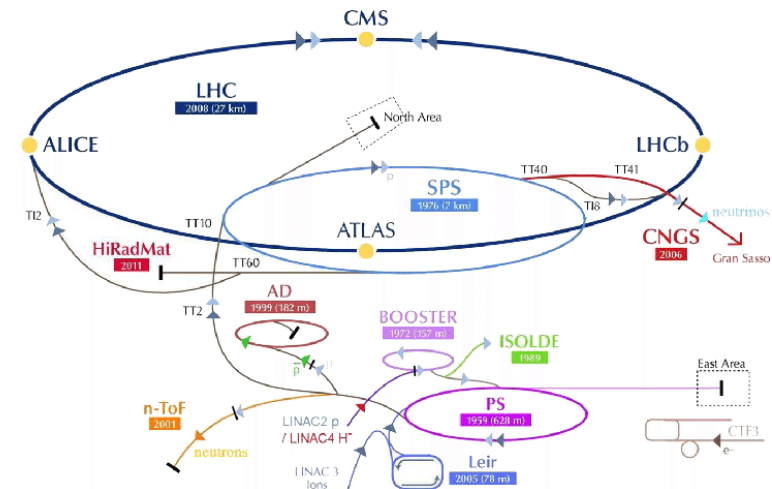 CMS
LHC
2008 (27 km)
North Area
ALICE
LHCb
TT40
TT41
SPS
1976 (7 km)
p
TI8
neutrinos
TI2
TT10
ATLAS
HiRadMat
2011
TT60
CNGS
2006
Gran Sasso
AD
1999 (182 m)
TT2
BOOSTER
1972 (157 m)
ISOLDE
1989
p̅
East Area
n-ToF
2001
LINAC2 p
/ LINAC4 H⁻
PS
1959 (628 m)
neutrons
CTF3
e-
LINAC 3
Ions
Leir
2005 (78 m)